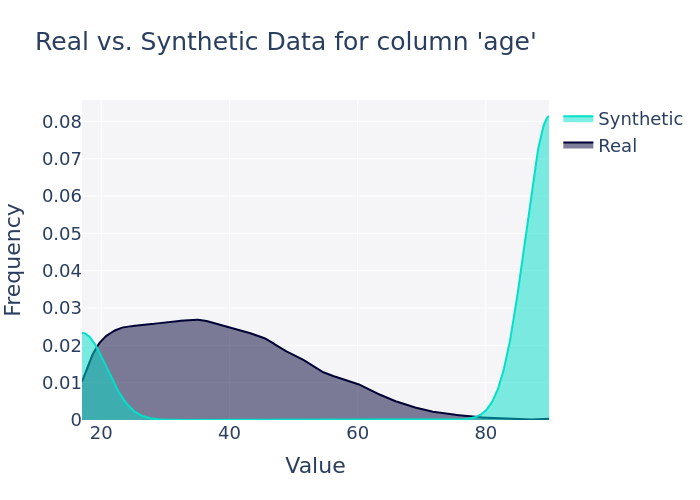 Real vs. Synthetic Data for column 'age'
Synthetic
Real
Frequency
0.08
0.07
0.06
0.05
0.04
0.03
0.02
0.01
0
20 40 60 80
Value